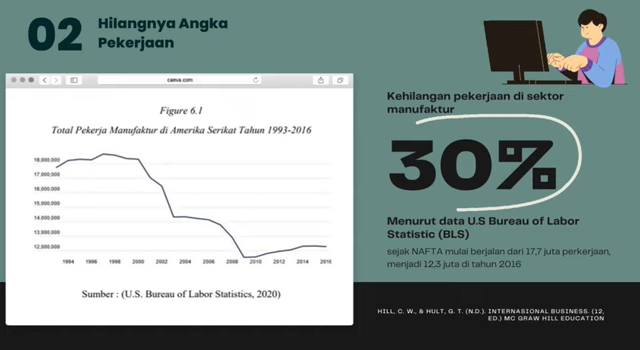 02
Hilangnya Angka
Pekerjaan
canva.com
Figure 6.1
Total Pekerja Manufaktur di Amerika Serikat Tahun 1993-2016
18,000,000
17,000,000
16,000,000
15,000,000
14,000,000
13,000,000
12,000,000
1994 1996 1998 2000 2002 2004 2006 2008 2010 2012 2014 2016
Sumber : (U.S. Bureau of Labor Statistics, 2020)
Kehilangan pekerjaan di sektor
manufaktur
30%
Menurut data U.S Bureau of Labor
Statistic (BLS)
sejak NAFTA mulai berjalan dari 17,7 juta perkerjaan,
menjadi 12,3 juta di tahun 2016
HILL, C. W., & HULT, G. T. (N.D.). INTERNASIONAL BUSINESS. (12,
ED.) MC GRAW HILL EDUCATION